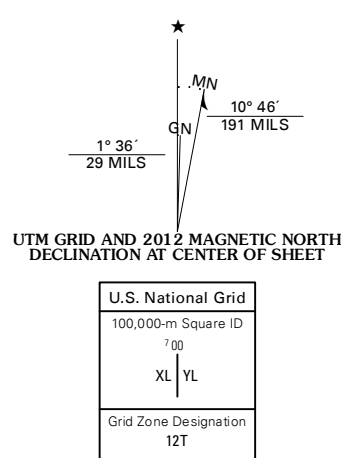 ★
MN
10° 46´
191 MILS
GN
1° 36´
29 MILS
UTM GRID AND 2012 MAGNETIC NORTH
DECLINATION AT CENTER OF SHEET
U.S. National Grid
100,000-m Square ID
⁷00
XL YL
Grid Zone Designation
12T